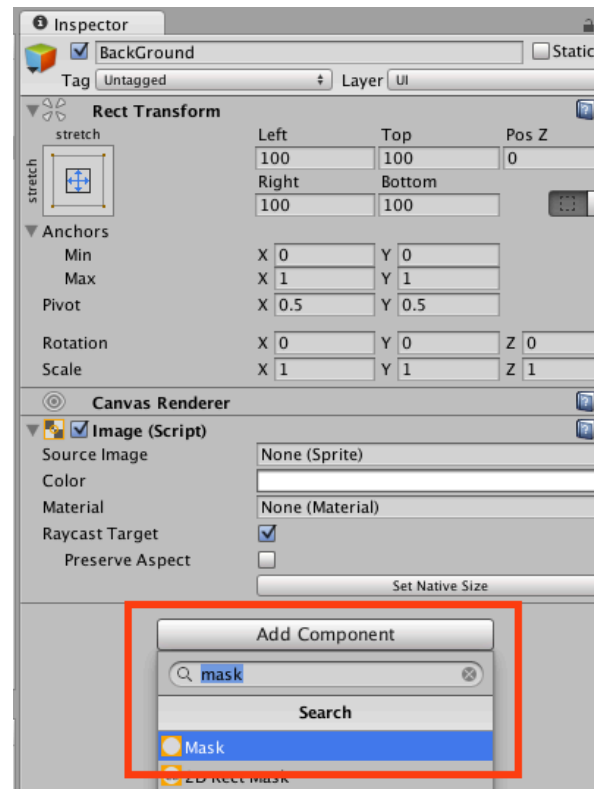 Inspector
BackGround Static
Tag Untagged Layer UI
Rect Transform
stretch Left Top Pos Z
stretch
100 100 0
Right Bottom
100 100
Anchors
Min X 0 Y 0
Max X 1 Y 1
Pivot X 0.5 Y 0.5
Rotation X 0 Y 0 Z 0
Scale X 1 Y 1 Z 1
Canvas Renderer
Image (Script)
Source Image None (Sprite)
Color
Material None (Material)
Raycast Target
Preserve Aspect
Set Native Size
Add Component
mask
Search
Mask
2D Rect Mask